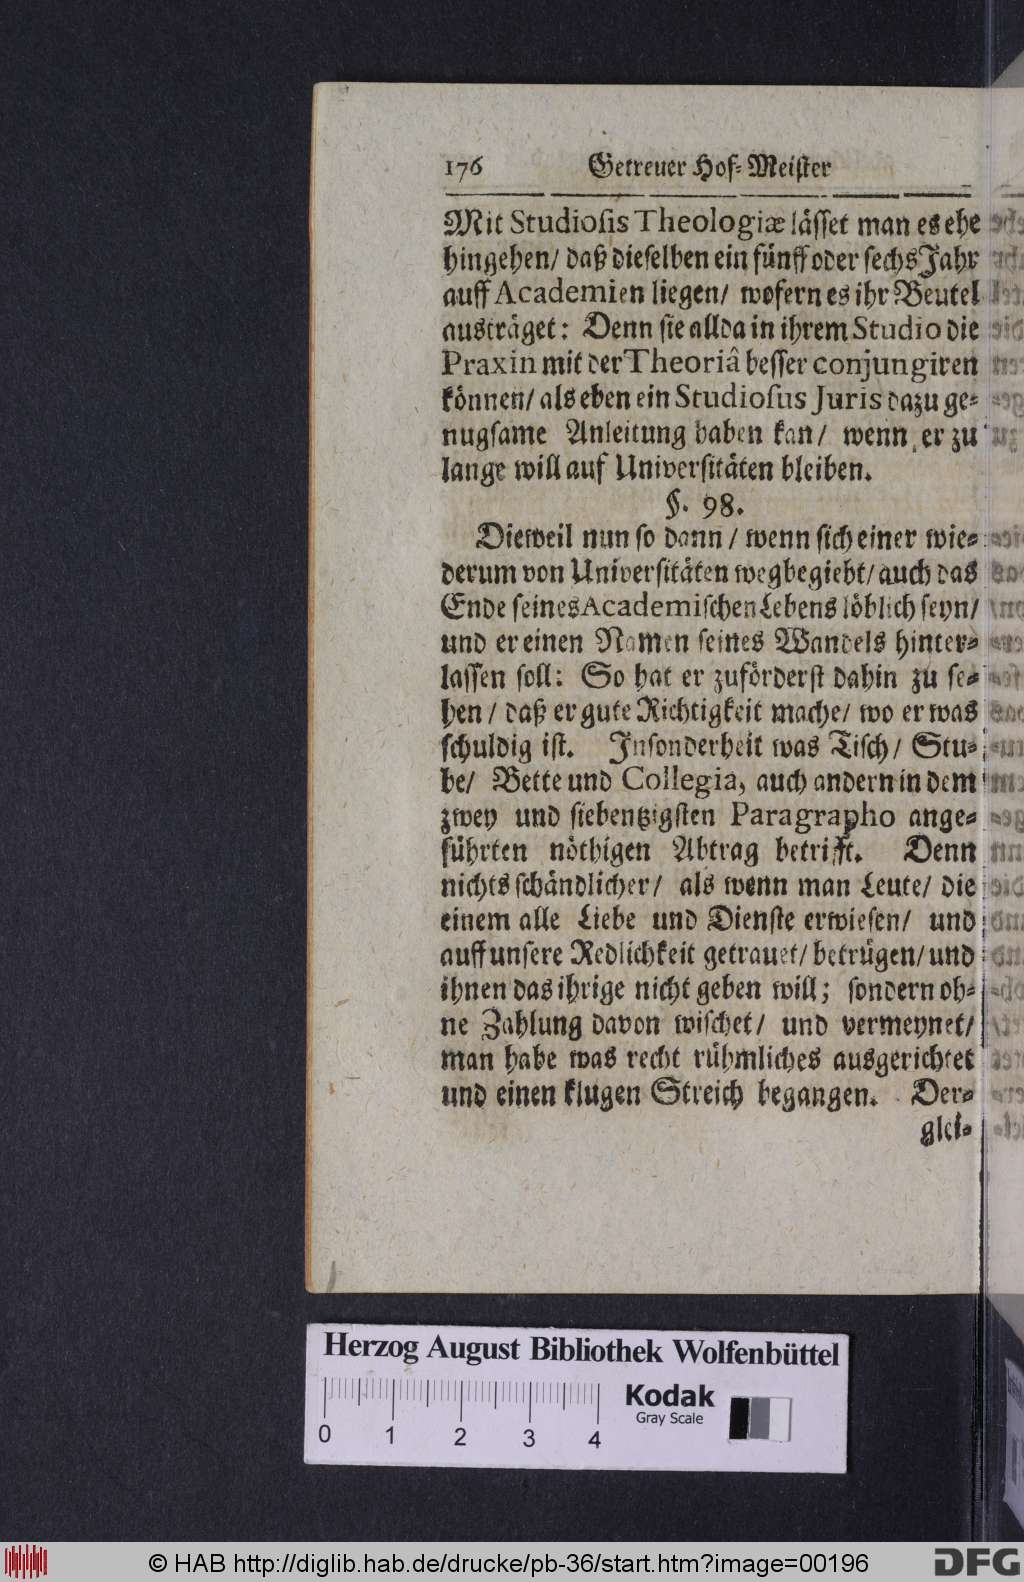 176 Getreuer Hof-Meister
Mit Studiosis Theologiæ lässet man es ehe
hingehen/ daß dieselben ein fünff oder sechs Jahr
auff Academien liegen/ wofern es ihr Beutel
austräget: Denn sie allda in ihrem Studio die
Praxin mit der Theoriâ besser conjungiren
können/ als eben ein Studiosus Juris dazu ge-
nugsame Anleitung haben kan/ wenn er zu
lange will auf Universitäten bleiben.
§. 98.
Dieweil nun so dann/ wenn sich einer wie-
derum von Universitäten wegbegiebt/ auch das
Ende seines Academischen Lebens löblich seyn/
und er einen Namen seines Wandels hinter-
lassen soll: So hat er zuförderst dahin zu se-
hen/ daß er gute Richtigkeit mache/ wo er was
schuldig ist. Insonderheit was Tisch/ Stu-
be/ Bette und Collegia, auch andern in dem
zwey und siebentzigsten Paragrapho ange-
führten nöthigen Abtrag betrifft. Denn
nichts schändlicher/ als wenn man Leute/ die
einem alle Liebe und Dienste erwiesen/ und
auff unsere Redlichkeit getrauet/ betrügen/ und
ihnen das ihrige nicht geben will; sondern oh-
ne Zahlung davon wischet/ und vermeynet/
man habe was recht rühmliches ausgerichtet
und einen klugen Streich begangen. Der-
glei-
Herzog August Bibliothek Wolfenbüttel
Kodak
Gray Scale
0 1 2 3 4
© HAB http://diglib.hab.de/drucke/pb-36/start.htm?image=00196
DFG